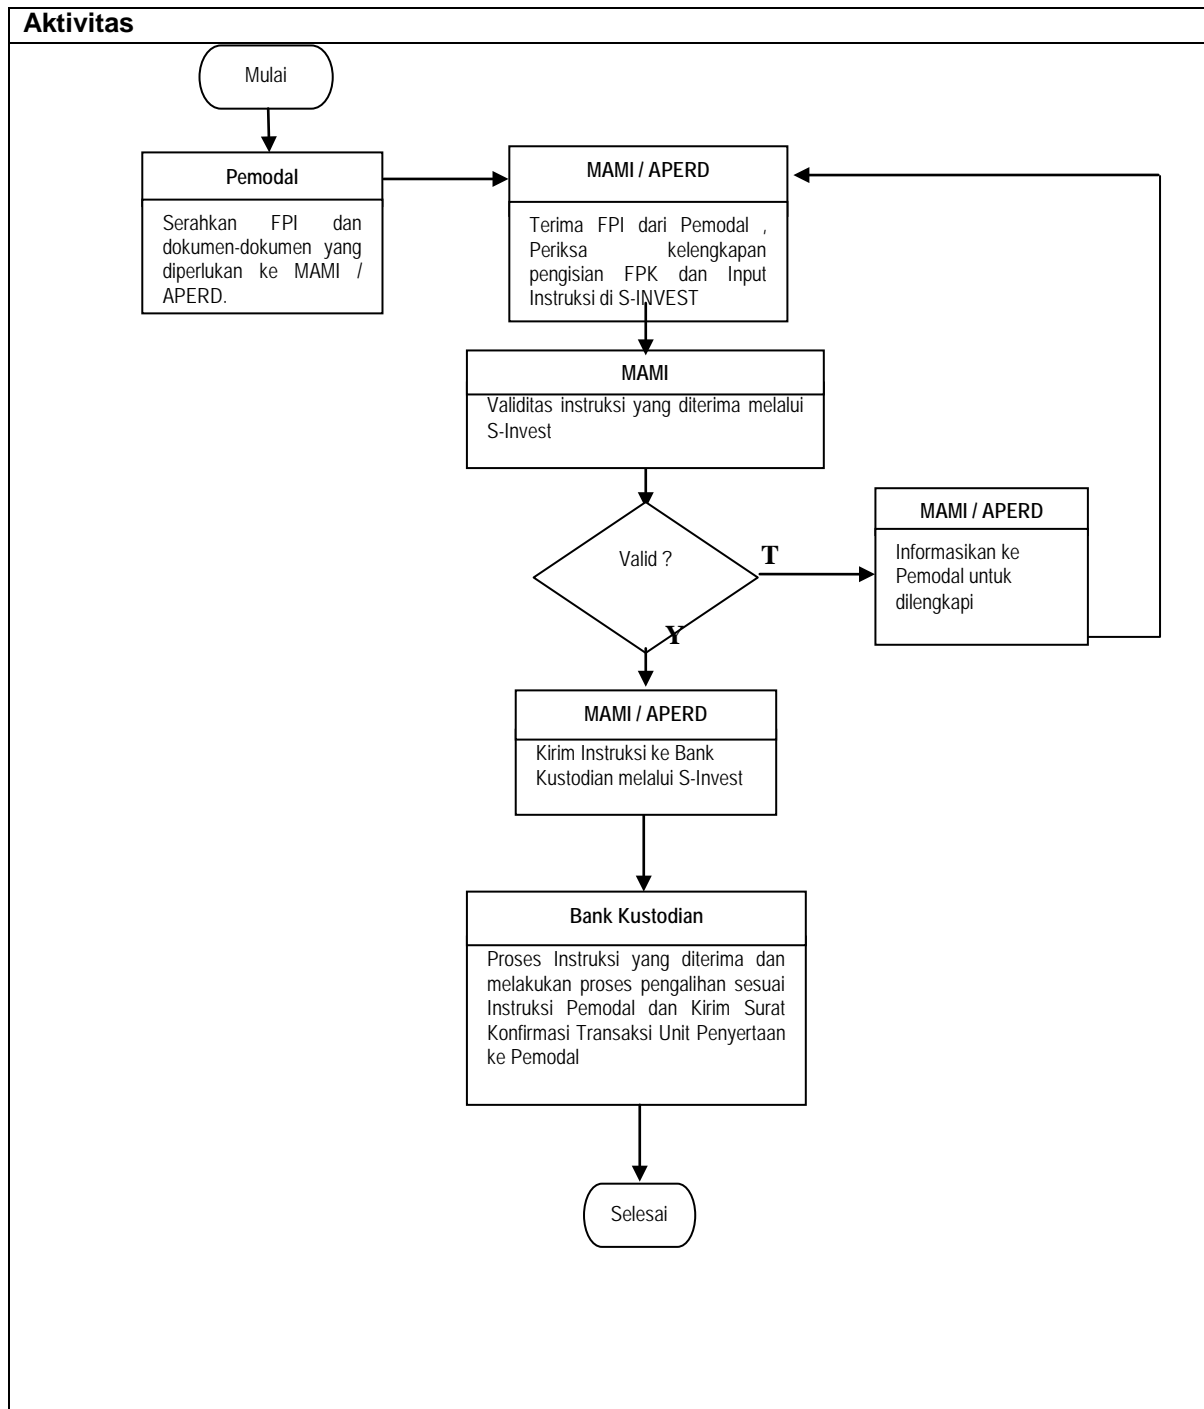 Aktivitas
Mulai
Pemodal
Serahkan FPI dan
dokumen-dokumen yang
diperlukan ke MAMI /
APERD.
MAMI / APERD
Terima FPI dari Pemodal ,
Periksa kelengkapan
pengisian FPK dan Input
Instruksi di S-INVEST
MAMI
Validitas instruksi yang diterima melalui
S-Invest
Valid ?
T
MAMI / APERD
Informasikan ke
Pemodal untuk
dilengkapi
Y
MAMI / APERD
Kirim Instruksi ke Bank
Kustodian melalui S-Invest
Bank Kustodian
Proses Instruksi yang diterima dan
melakukan proses pengalihan sesuai
Instruksi Pemodal dan Kirim Surat
Konfirmasi Transaksi Unit Penyertaan
ke Pemodal
Selesai